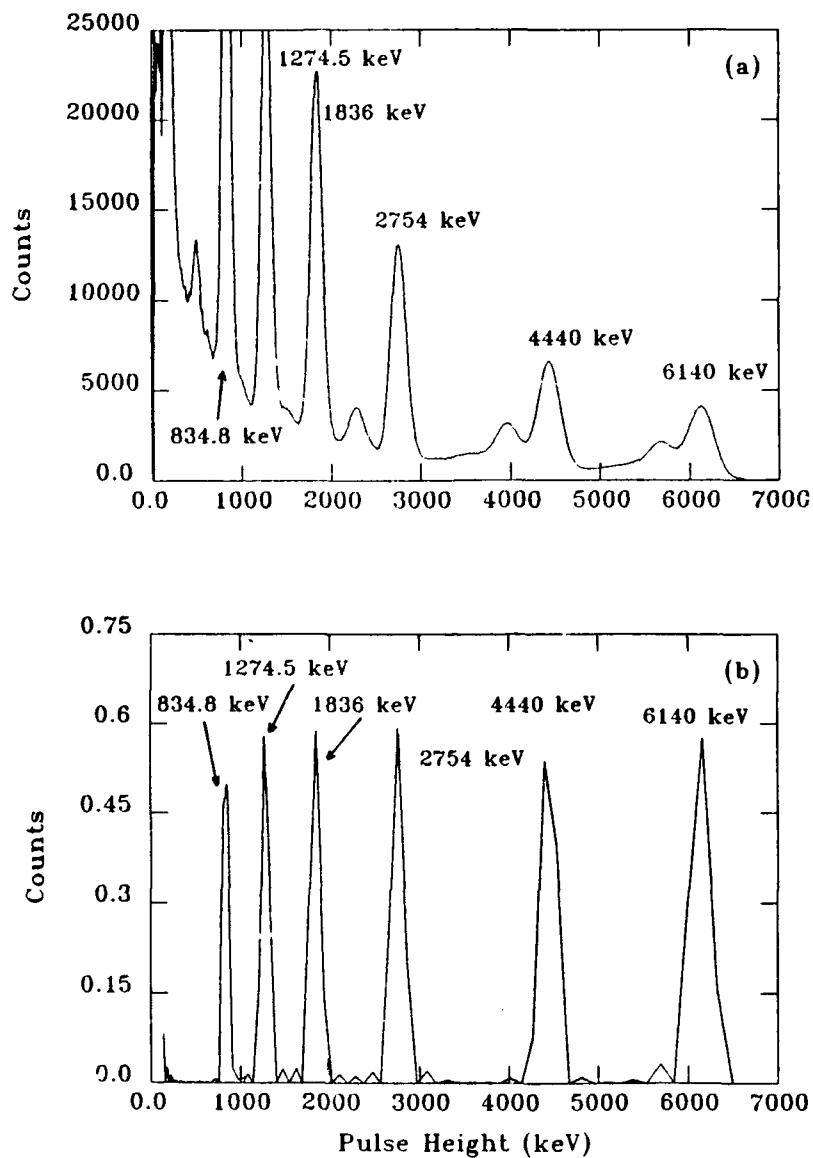 25000
20000
15000
10000
5000
0.0
Counts
(a)
1274.5 keV
1836 keV
2754 keV
4440 keV
6140 keV
834.8 keV
0.0 1000 2000 3000 4000 5000 6000 7000
0.75
0.6
0.45
0.3
0.15
0.0
Counts
(b)
1274.5 keV
834.8 keV
1836 keV
4440 keV
6140 keV
2754 keV
0.0 1000 2000 3000 4000 5000 6000 7000
Pulse Height (keV)